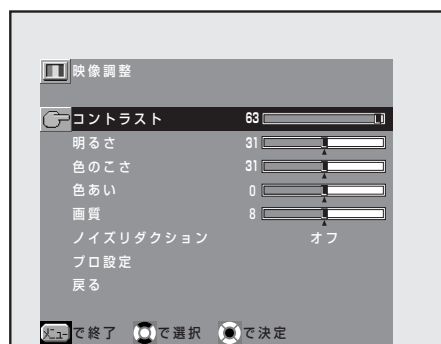 映像調整
コントラスト 63
明るさ 31
色のこさ 31
色あい 0
画質 8
ノイズリダクション オフ
プロ設定
戻る
メニューで終了 で選択 で決定